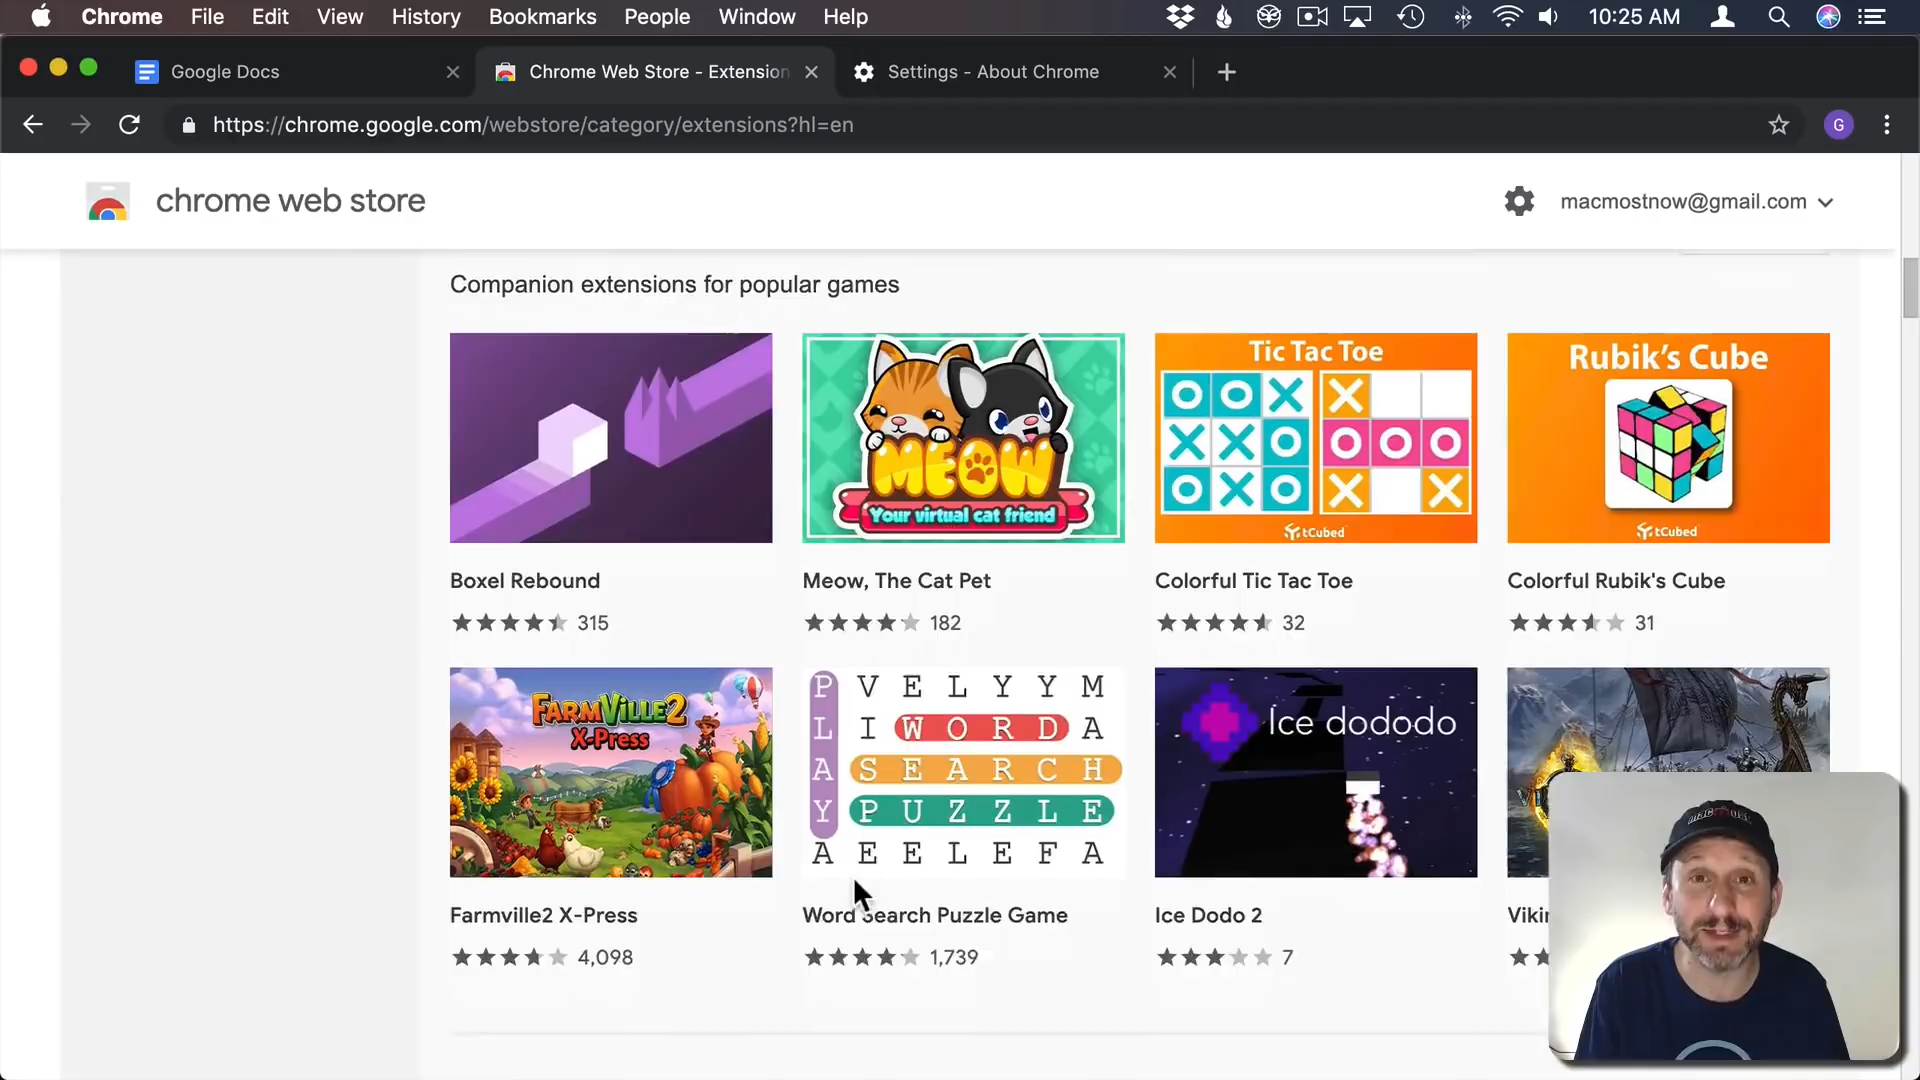 Chrome File Edit View History Bookmarks People Window Help 10:25 AM
Google Docs Chrome Web Store - Extension Settings - About Chrome
https://chrome.google.com/webstore/category/extensions?hl=en G
chrome web store macmostnow@gmail.com
Companion extensions for popular games
MEOW
Your virtual cat friend
Tic Tac Toe
O O X X
X X O O O O
O X O X X
tCubed
Rubik's Cube
tCubed
Boxel Rebound Meow, The Cat Pet Colorful Tic Tac Toe Colorful Rubik's Cube
315 182 32 31
FARMVILLE2
X-PRESS
P V E L Y Y M
L I W O R D A
A S E A R C H
Y P U Z Z L E
A E E L E F A
Ice dododo
Farmville2 X-Press Word Search Puzzle Game Ice Dodo 2
4,098 1,739 7